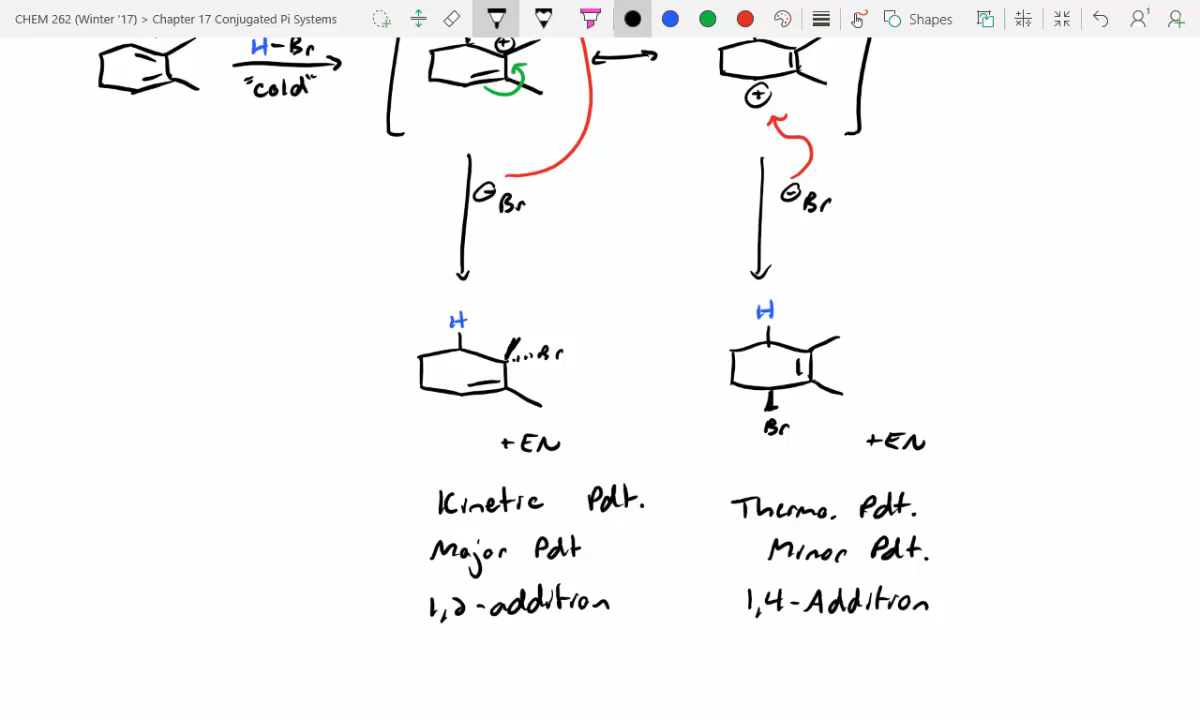 CHEM 262 (Winter '17) > Chapter 17 Conjugated Pi Systems
Shapes
H-Br
"cold"
+
+
⊖Br
⊖Br
H
Br
H
Br
+EN
+EN
Kinetic Pdt.
Thermo. Pdt.
Major Pdt
Minor Pdt.
1,2-addition
1,4-Addition